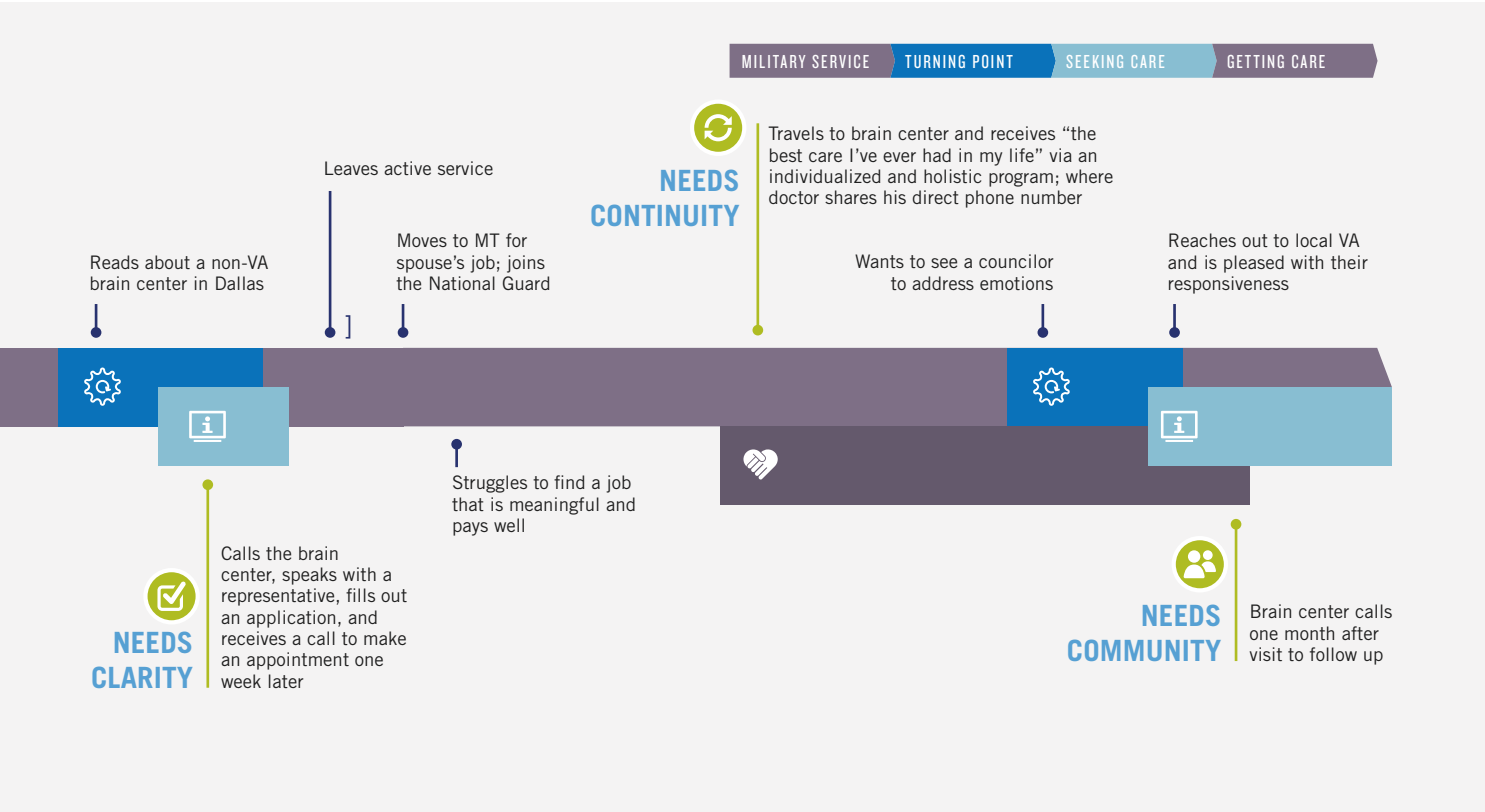 MILITARY SERVICE
TURNING POINT
SEEKING CARE
GETTING CARE
Reads about a non-VA
brain center in Dallas
Leaves active service
]
Moves to MT for
spouse's job; joins
the National Guard
NEEDS
CONTINUITY
Travels to brain center and receives “the
best care I’ve ever had in my life” via an
individualized and holistic program; where
doctor shares his direct phone number
Wants to see a councilor
to address emotions
Reaches out to local VA
and is pleased with their
responsiveness
NEEDS
CLARITY
Calls the brain
center, speaks with a
representative, fills out
an application, and
receives a call to make
an appointment one
week later
Struggles to find a job
that is meaningful and
pays well
NEEDS
COMMUNITY
Brain center calls
one month after
visit to follow up